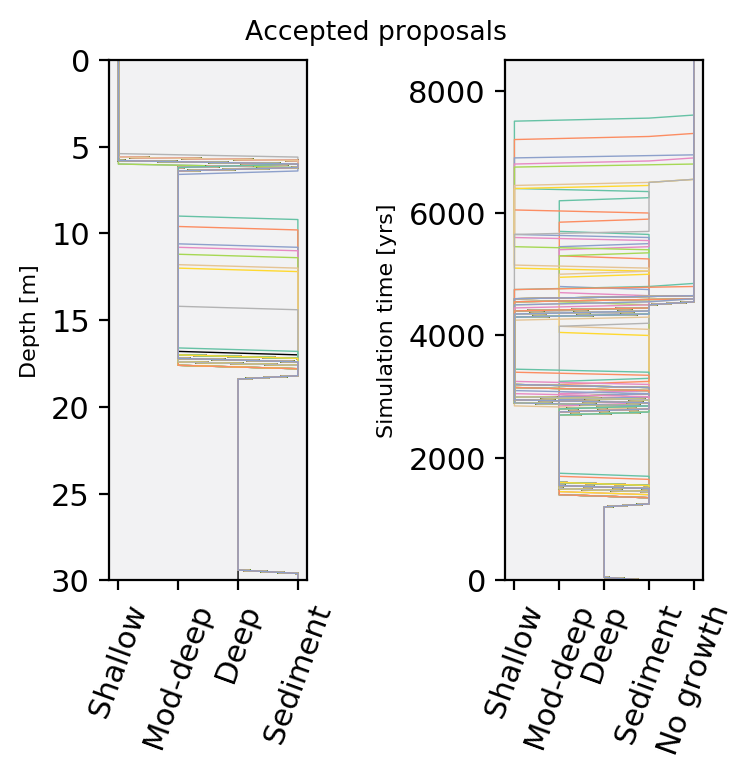 Accepted proposals
Depth [m]
0
5
10
15
20
25
30
Shallow
Mod-deep
Deep
Sediment
Simulation time [yrs]
8000
6000
4000
2000
0
Shallow
Mod-deep
Deep
Sediment
No growth